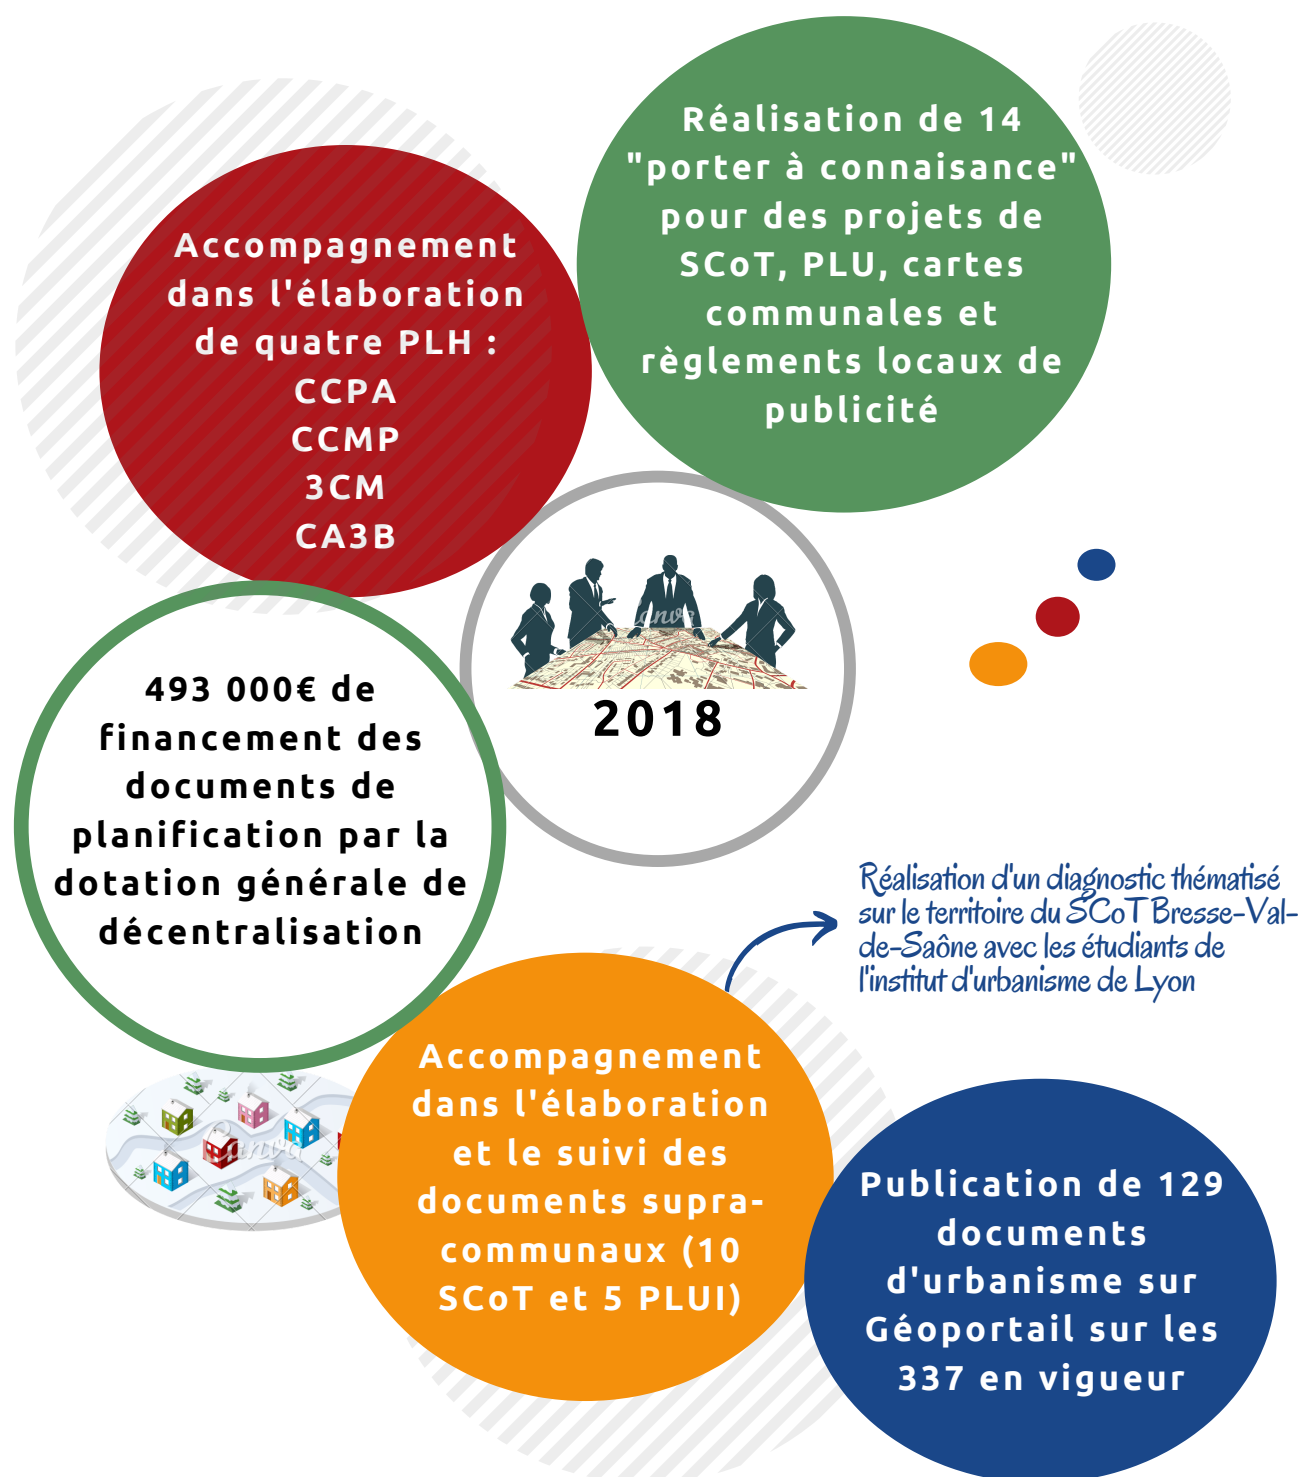 Réalisation de 14
"porter à connaisance"
pour des projets de
SCoT, PLU, cartes
communales et
règlements locaux de
publicité
Accompagnement
dans l'élaboration
de quatre PLH :
CCPA
CCMP
3CM
CA3B
Canva
2018
493 000€ de
financement des
documents de
planification par la
dotation générale de
décentralisation
Réalisation d'un diagnostic thématisé
sur le territoire du SCoT Bresse-Val-
de-Saône avec les étudiants de
l'institut d'urbanisme de Lyon
Accompagnement
dans l'élaboration
et le suivi des
documents supra-
communaux (10
SCoT et 5 PLUI)
Canva
Publication de 129
documents
d'urbanisme sur
Géoportail sur les
337 en vigueur